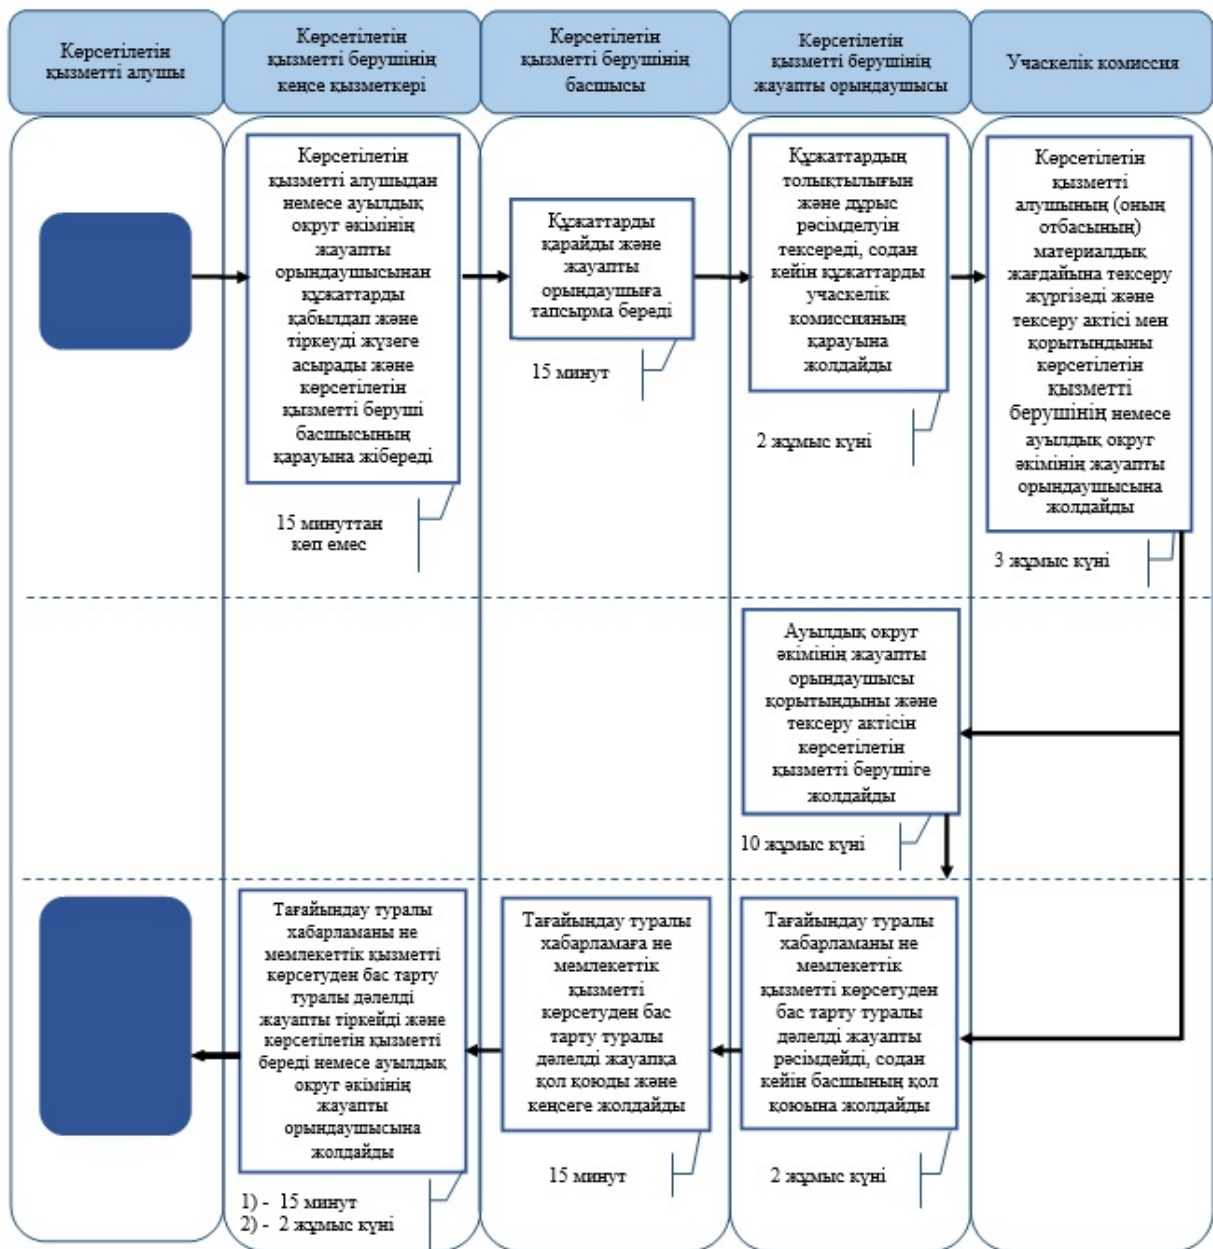 Көрсетілетін
қызметті алушы
Көрсетілетін
қызметті берушінің
кеңсе қызметкері
Көрсетілетін
қызметті берушінің
басшысы
Көрсетілетін
қызметті берушінің
жауапты орындаушысы
Учаскелік комиссия
Көрсетілетін
қызметті алушыдан
немесе ауылдық
округ әкімінің
жауапты
орындаушысынан
құжаттарды
қабылдап және
тіркеуді жүзеге
асырады және
көрсетілетін
қызметті беруші
басшысының
қарауына жібереді
15 минуттан
көп емес
Құжаттарды
қарайды және
жауапты
орындаушыға
тапсырма береді
15 минут
Құжаттардың
толықтылығын
және дұрыс
рәсімделуін
тексереді, содан
кейін құжаттарды
учаскелік
комиссияның
қарауына
жолдайды
2 жұмыс күні
Көрсетілетін
қызметті
алушының (оның
отбасының)
материалдық
жағдайына тексеру
жүргізеді және
тексеру актісі мен
қорытындыны
көрсетілетін
қызметті
берушінің немесе
ауылдық округ
әкімінің жауапты
орындаушысына
жолдайды
3 жұмыс күні
Ауылдық округ
әкімінің жауапты
орындаушысы
қорытындыны және
тексеру актісін
көрсетілетін
қызметті берушіге
жолдайды
10 жұмыс күні
Тағайындау туралы
хабарламаны не
мемлекеттік қызметті
көрсетуден бас тарту
туралы дәлелді
жауапты тіркейді және
көрсетілетін қызметті
береді немесе ауылдық
округ әкімінің
жауапты
орындаушысына
жолдайды
1) - 15 минут
2) - 2 жұмыс күні
Тағайындау туралы
хабарламаға не
мемлекеттік
қызметті
көрсетуден бас
тарту туралы
дәлелді жауапқа
қол қоюды және
кеңсеге жолдайды
15 минут
Тағайындау туралы
хабарламаны не
мемлекеттік
қызметті көрсетуден
бас тарту туралы
дәлелді жауапты
рәсімдейді, содан
кейін басшының қол
қоюына жолдайды
2 жұмыс күні